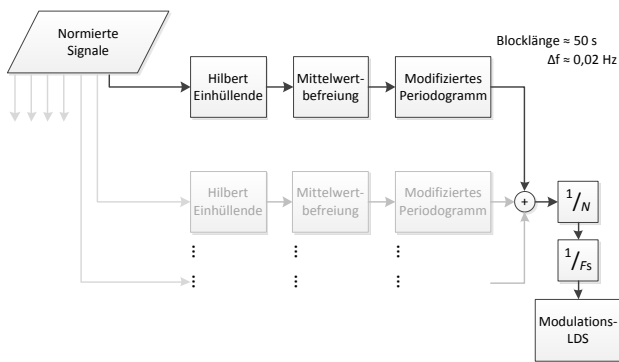 Normierte
Signale
Blocklänge ≈ 50 s
Δf ≈ 0,02 Hz
Hilbert
Einhüllende
Mittelwert-
befreiung
Modifiziertes
Periodogramm
Hilbert
Einhüllende
Mittelwert-
befreiung
Modifiziertes
Periodogramm
+
1/N
1/Fs
Modulations-
LDS